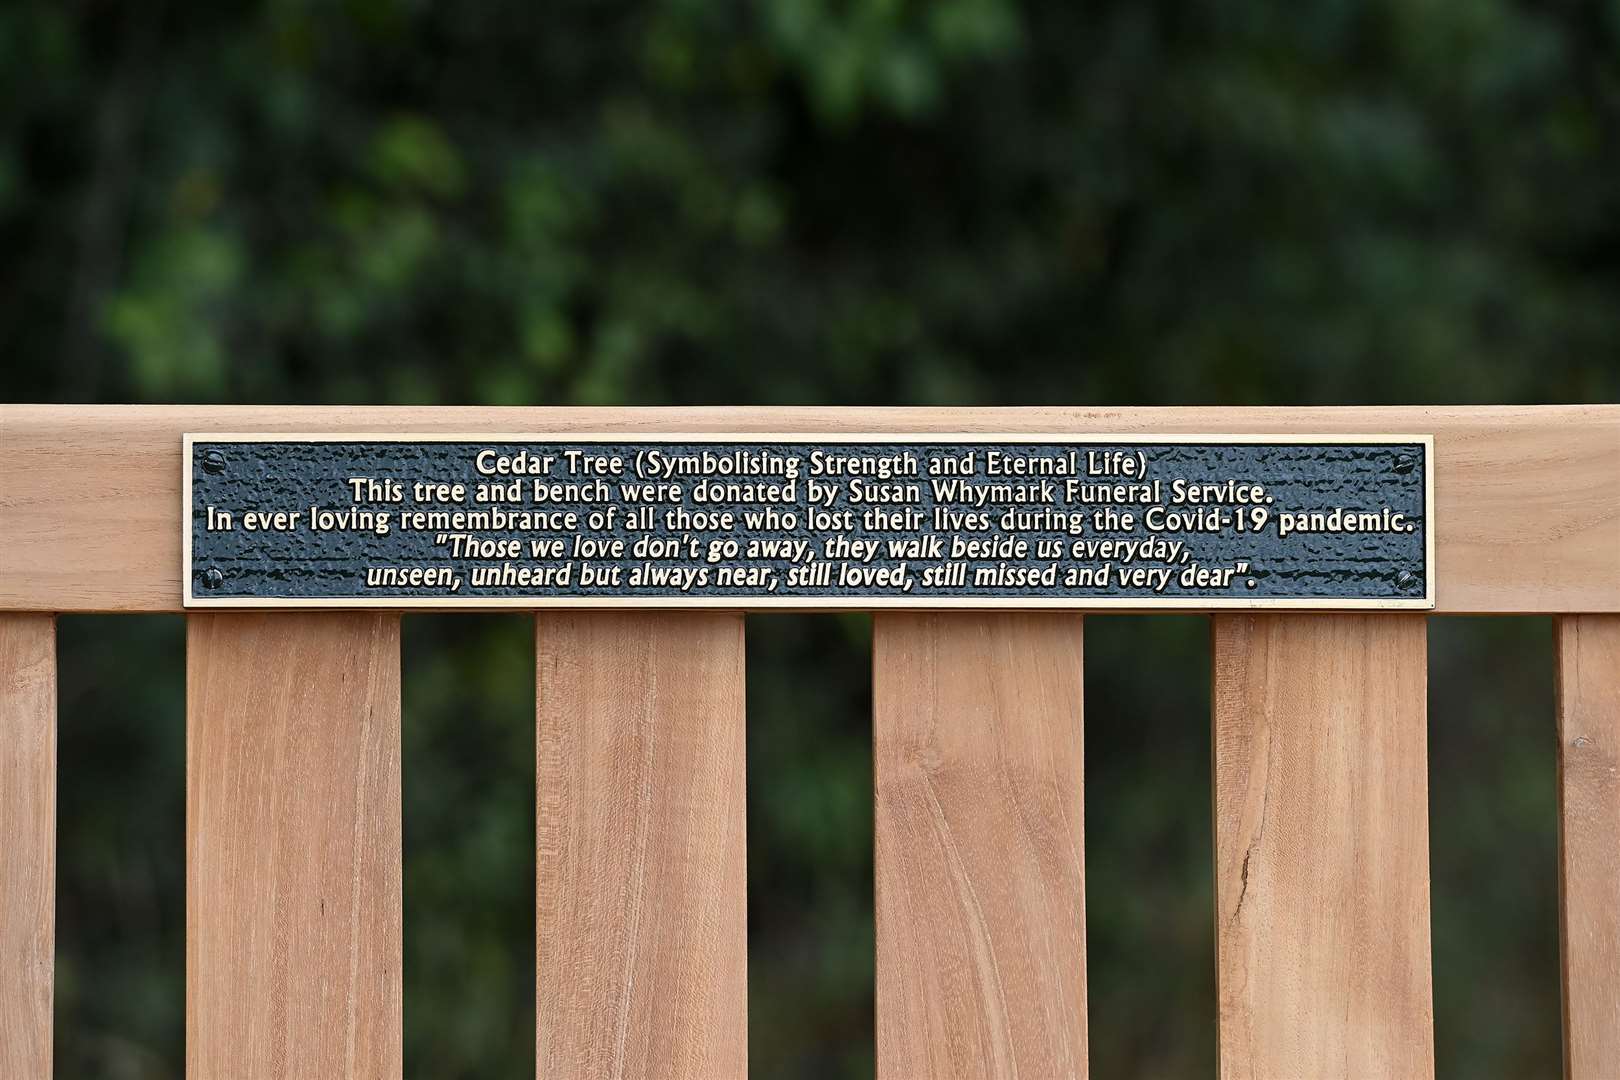 Cedar Tree (Symbolising Strength and Eternal Life)
This tree and bench were donated by Susan Whymark Funeral Service.
In ever loving remembrance of all those who lost their lives during the Covid-19 pandemic.
"Those we love don't go away, they walk beside us everyday,
unseen, unheard but always near, still loved, still missed and very dear".